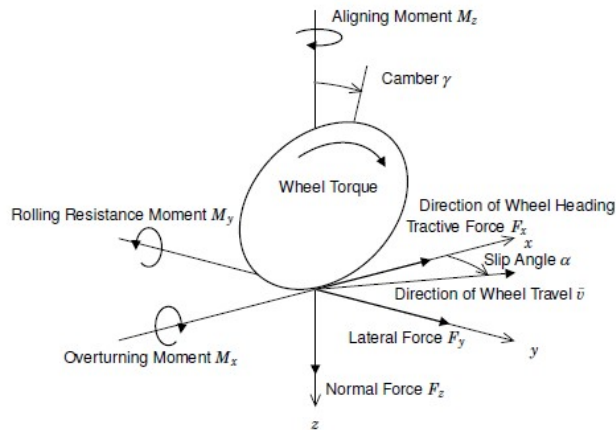 Aligning Moment M_z
Camber γ
Wheel Torque
Rolling Resistance Moment M_y
Direction of Wheel Heading
Tractive Force F_x
x
Slip Angle α
Direction of Wheel Travel v̄
Lateral Force F_y
y
Overturning Moment M_x
Normal Force F_z
z